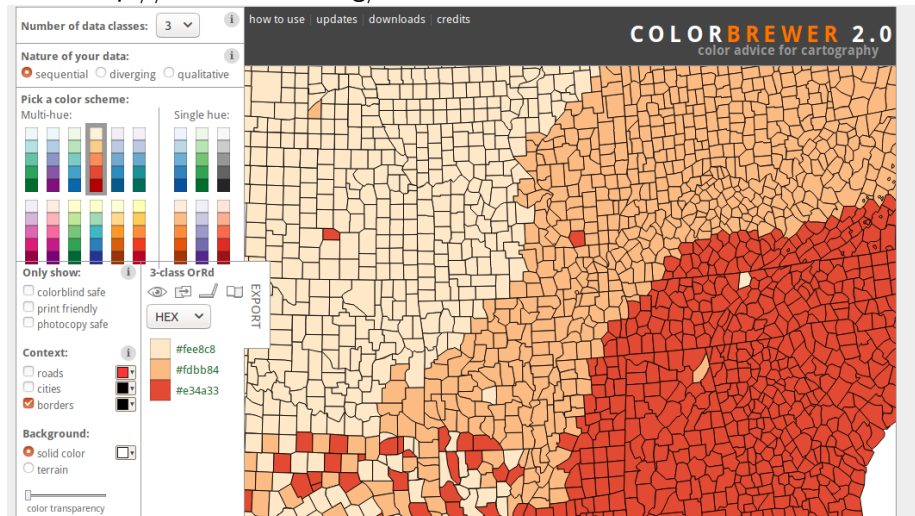 how to use | updates | downloads | credits
COLORBREWER 2.0
color advice for cartography
Number of data classes: 3
i
Nature of your data:
i
sequential diverging qualitative
Pick a color scheme:
Multi-hue: Single hue:
Only show:
i
colorblind safe
print friendly
photocopy safe
Context:
i
roads
cities
borders
Background:
solid color
terrain
color transparency
3-class OrRd
EXPORT
HEX
#fee8c8
#fdbb84
#e34a33